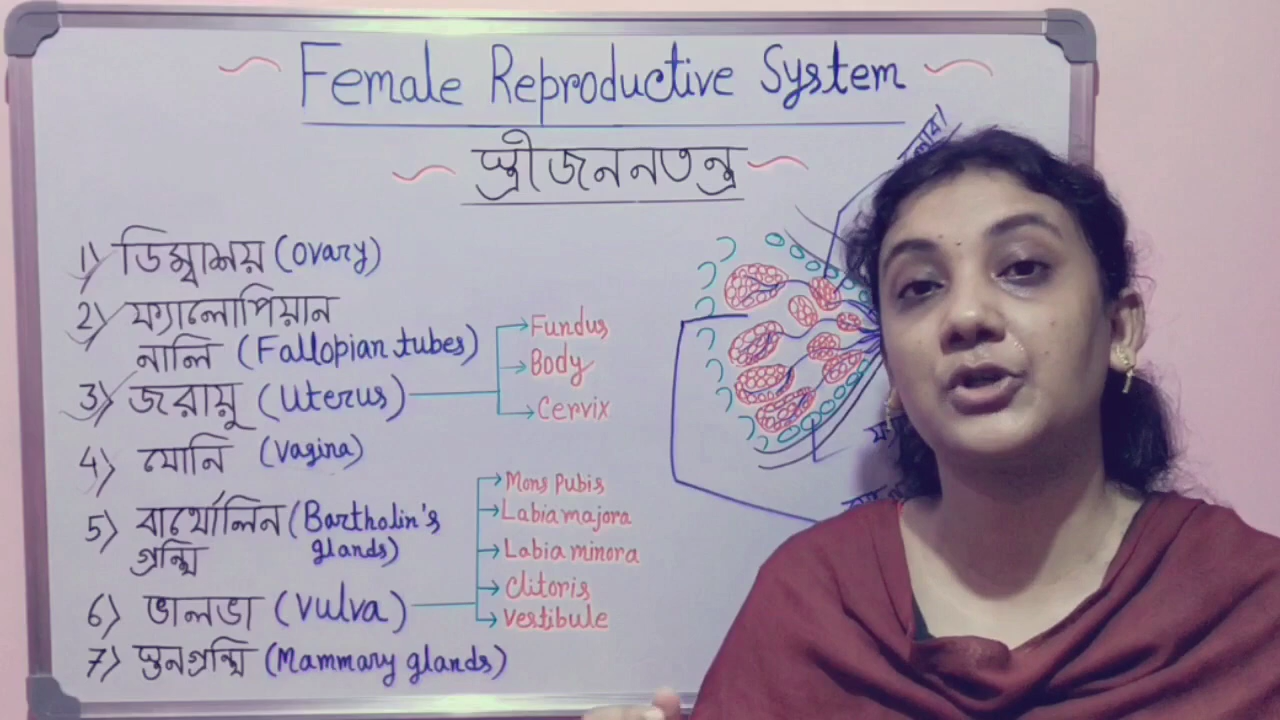 Female Reproductive System
স্ত্রীজননতন্ত্র
1) ডিম্বাশয় (ovary)
2) ফ্যালোপিয়ান
নালি (Fallopian tubes)
3) জরায়ু (Uterus)
Fundus
Body
Cervix
4) যোনি (Vagina)
5) বার্থোলিন (Bartholin's
গ্রন্থি glands)
6) ভালভা (Vulva)
Mons Pubis
Labia majora
Labia minora
Clitoris
Vestibule
7) স্তনগ্রন্থি (Mammary glands)